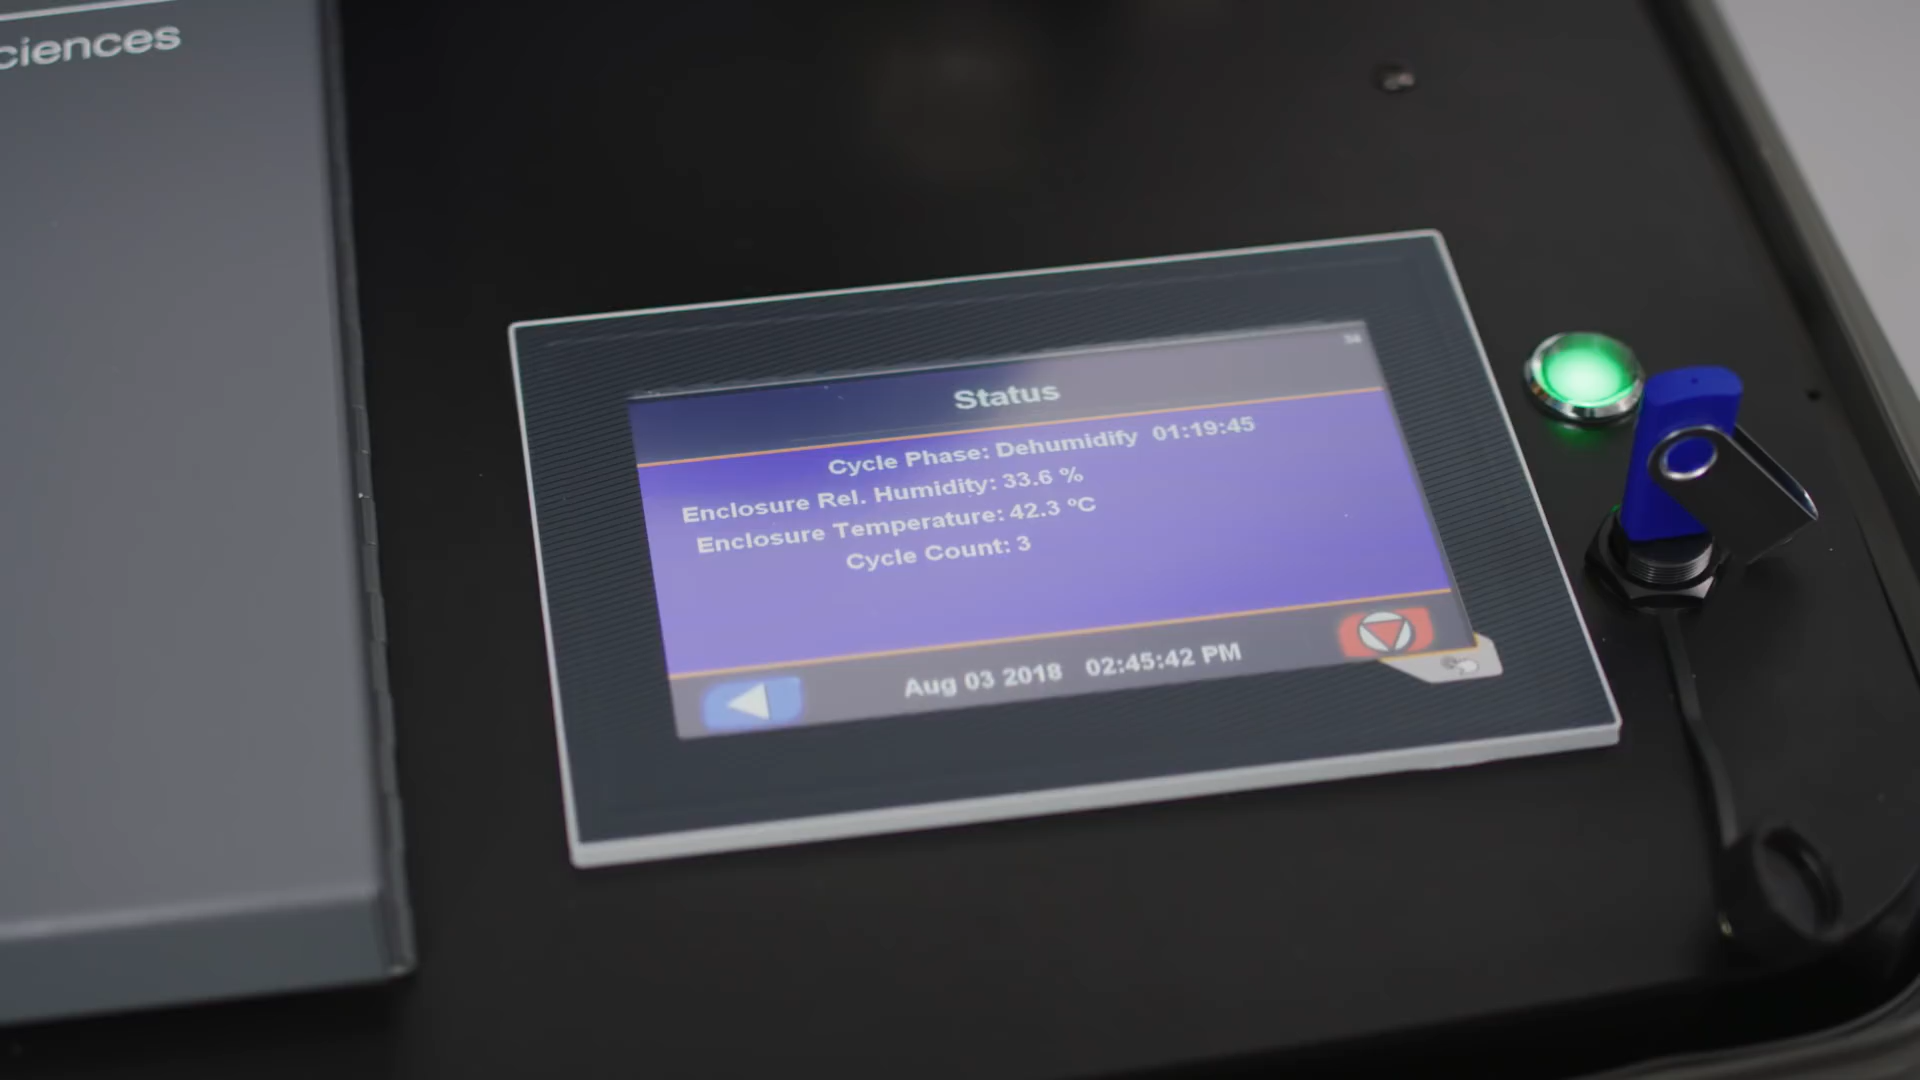 ciences
Status
Cycle Phase: Dehumidify 01:19:45
Enclosure Rel. Humidity: 33.6 %
Enclosure Temperature: 42.3 ºC
Cycle Count: 3
Aug 03 2018 02:45:42 PM